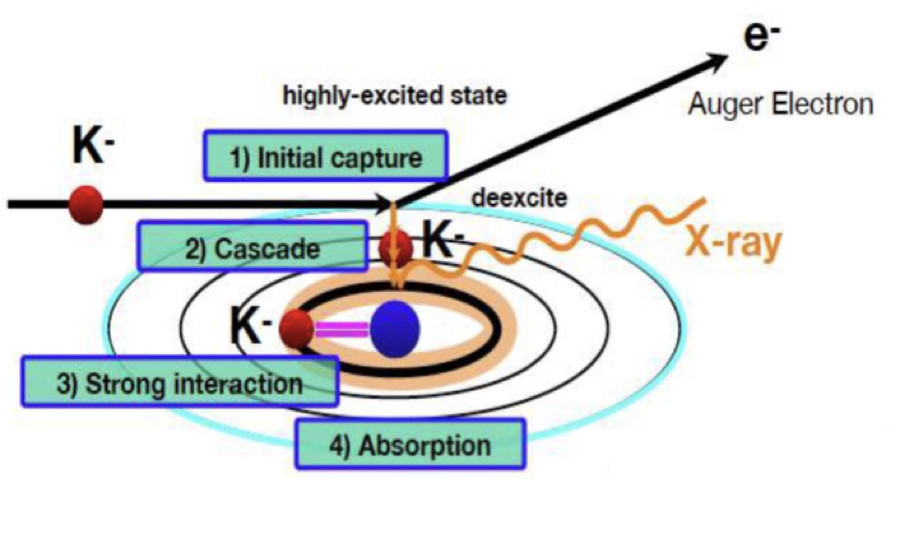 e-
highly-excited state
Auger Electron
K-
1) Initial capture
deexcite
2) Cascade
K-
X-ray
K-
3) Strong interaction
4) Absorption